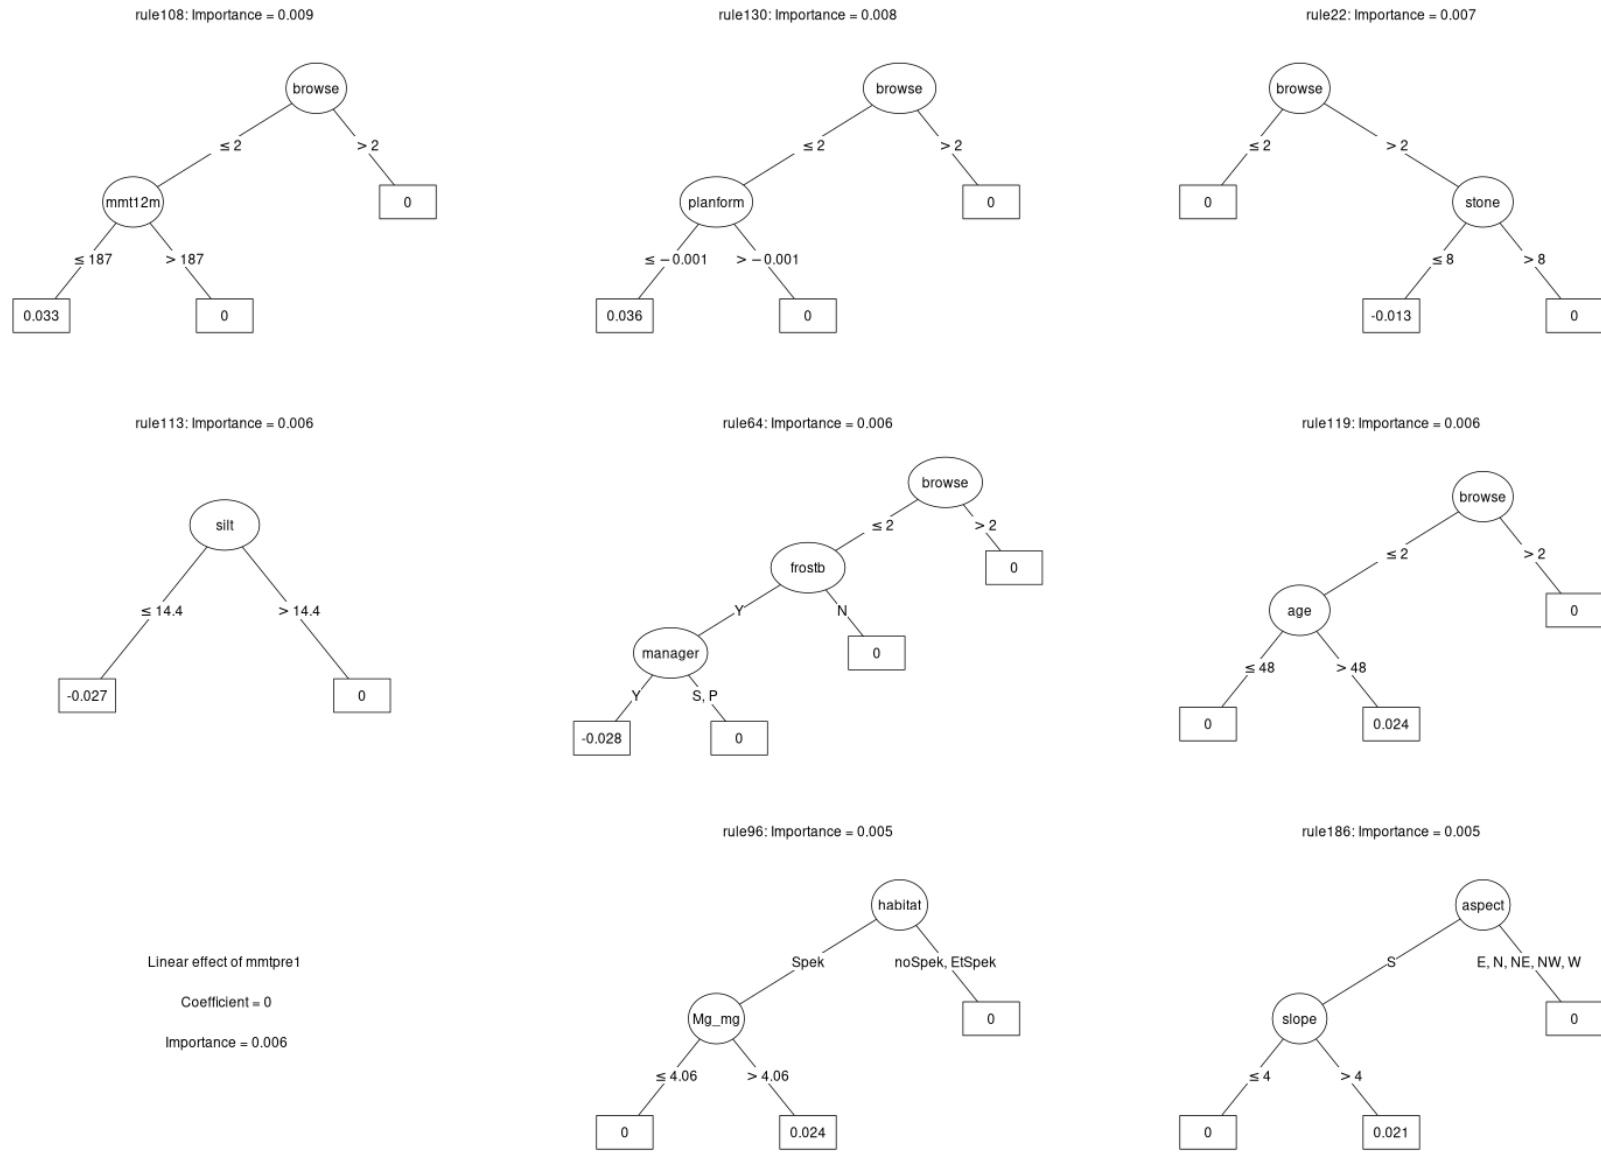 rule108: Importance = 0.009
browse
≤ 2
> 2
mmt12m
0
≤ 187
> 187
0.033
0
rule130: Importance = 0.008
browse
≤ 2
> 2
planform
0
≤ −0.001
> −0.001
0.036
0
rule22: Importance = 0.007
browse
≤ 2
> 2
0
stone
≤ 8
> 8
-0.013
0
rule113: Importance = 0.006
silt
≤ 14.4
> 14.4
-0.027
0
rule64: Importance = 0.006
browse
≤ 2
> 2
frostb
0
Y
N
manager
0
Y
S, P
-0.028
0
rule119: Importance = 0.006
browse
≤ 2
> 2
age
0
≤ 48
> 48
0
0.024
Linear effect of mmtpre1
Coefficient = 0
Importance = 0.006
rule96: Importance = 0.005
habitat
Spek
noSpek, EtSpek
Mg_mg
0
≤ 4.06
> 4.06
0
0.024
rule186: Importance = 0.005
aspect
S
E, N, NE, NW, W
slope
0
≤ 4
> 4
0
0.021